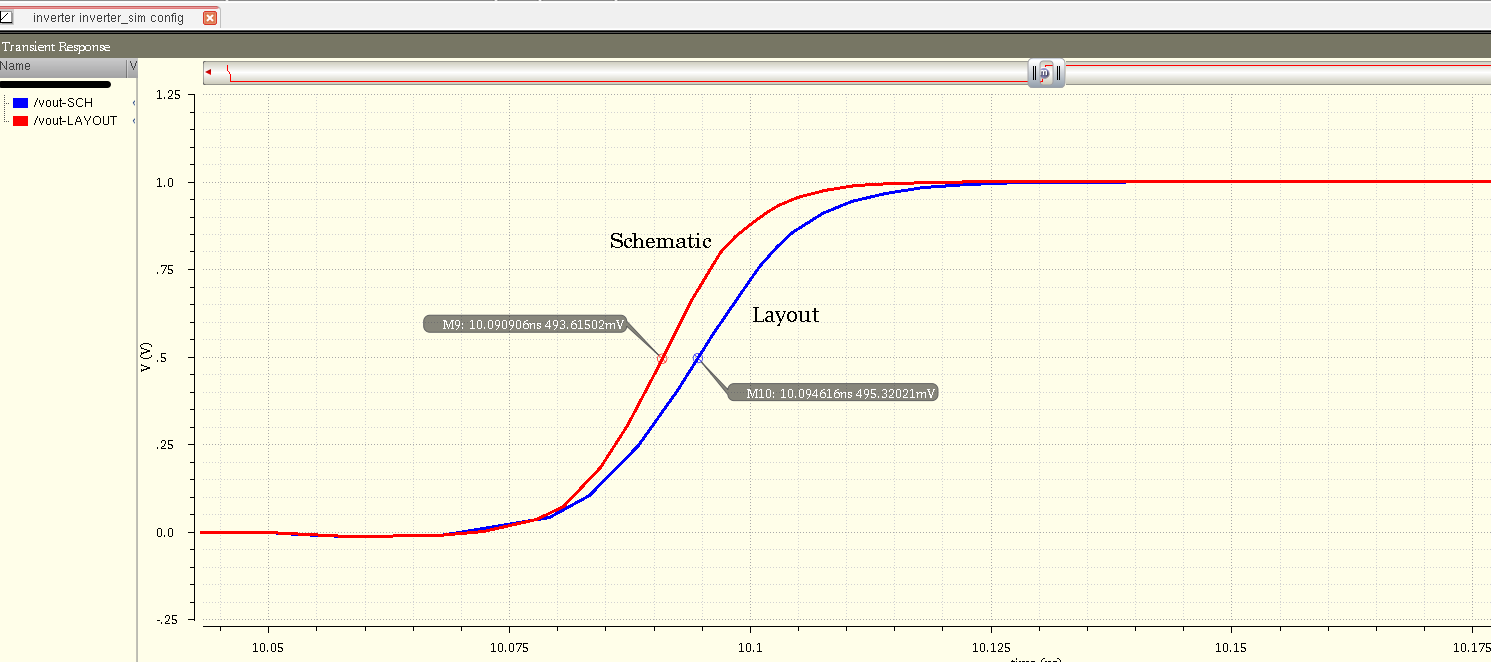 inverter inverter_sim config
Transient Response
Name V
/vout-SCH
/vout-LAYOUT
1.25
1.0
.75
.5
.25
0.0
-.25
V (V)
Schematic
Layout
M9: 10.090906ns 493.61502mV
M10: 10.094616ns 495.32021mV
10.05 10.075 10.1 10.125 10.15 10.175